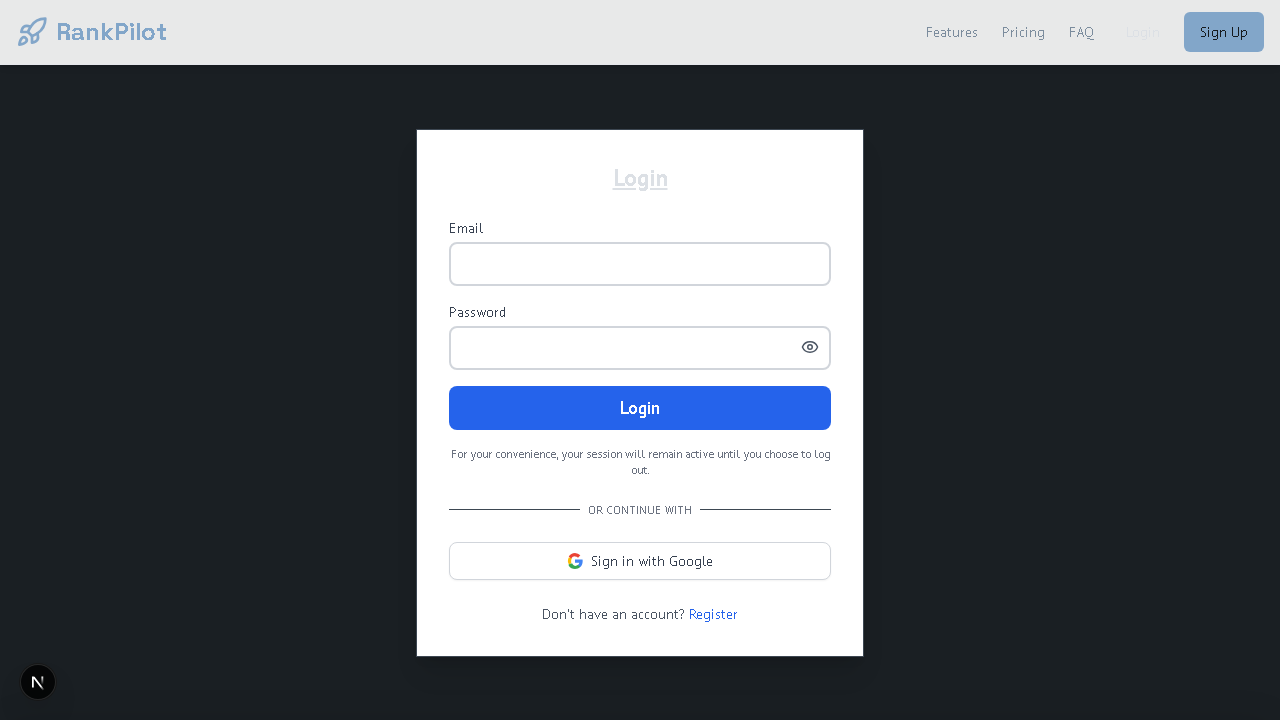 RankPilot
Features
Pricing
FAQ
Login
Sign Up
Login
Email
Password
Login
For your convenience, your session will remain active until you choose to log
out.
OR CONTINUE WITH
Sign in with Google
Don't have an account? Register
N